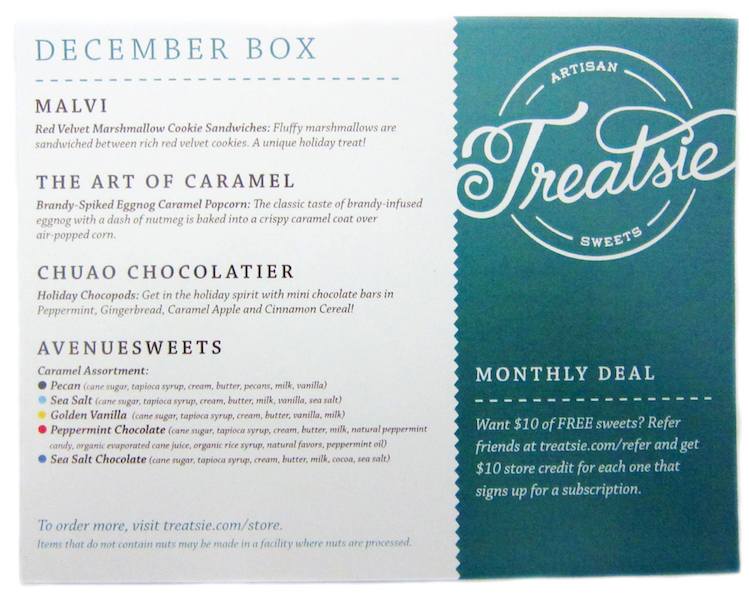 DECEMBER BOX
MALVI
Red Velvet Marshmallow Cookie Sandwiches: Fluffy marshmallows are
sandwiched between rich red velvet cookies. A unique holiday treat!
THE ART OF CARAMEL
Brandy-Spiked Eggnog Caramel Popcorn: The classic taste of brandy-infused
eggnog with a dash of nutmeg is baked into a crispy caramel coat over
air-popped corn.
CHUAO CHOCOLATIER
Holiday Chocopods: Get in the holiday spirit with mini chocolate bars in
Peppermint, Gingerbread, Caramel Apple and Cinnamon Cereal!
AVENUESWEETS
Caramel Assortment:
Pecan (cane sugar, tapioca syrup, cream, butter, pecans, milk, vanilla)
Sea Salt (cane sugar, tapioca syrup, cream, butter, milk, vanilla, sea salt)
Golden Vanilla (cane sugar, tapioca syrup, cream, butter, vanilla, milk)
Peppermint Chocolate (cane sugar, tapioca syrup, cream, butter, milk, natural peppermint
candy, organic evaporated cane juice, organic rice syrup, natural favors, peppermint oil)
Sea Salt Chocolate (cane sugar, tapioca syrup, cream, butter, milk, cocoa, sea salt)
To order more, visit treatsie.com/store.
Items that do not contain nuts may be made in a facility where nuts are processed.
ARTISAN
Treatsie
SWEETS
MONTHLY DEAL
Want $10 of FREE sweets? Refer
friends at treatsie.com/refer and get
$10 store credit for each one that
signs up for a subscription.